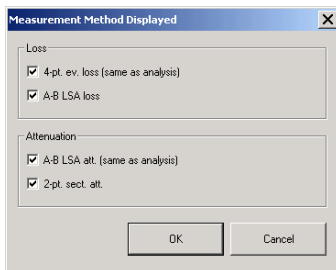 Measurement Method Displayed
Loss
4-pt. ev. loss (same as analysis)
A-B LSA loss
Attenuation
A-B LSA att. (same as analysis)
2-pt. sect. att.
OK
Cancel